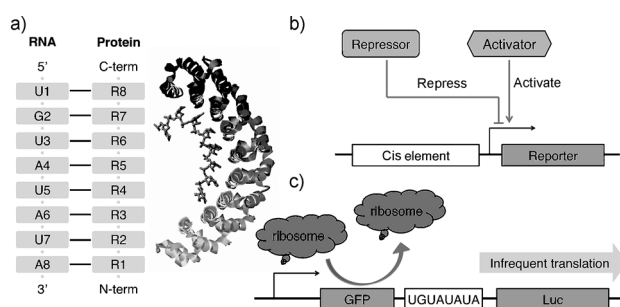 a)
RNA Protein
5’ C-term
U1 R8
G2 R7
U3 R6
A4 R5
U5 R4
A6 R3
U7 R2
A8 R1
3’ N-term
b)
Repressor Activator
Repress Activate
Cis element Reporter
c)
ribosome
ribosome
Infrequent translation
GFP UGUAUAUA Luc